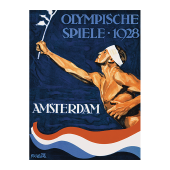 OLYMPISCHE
SPIELE · 1928
AMSTERDAM